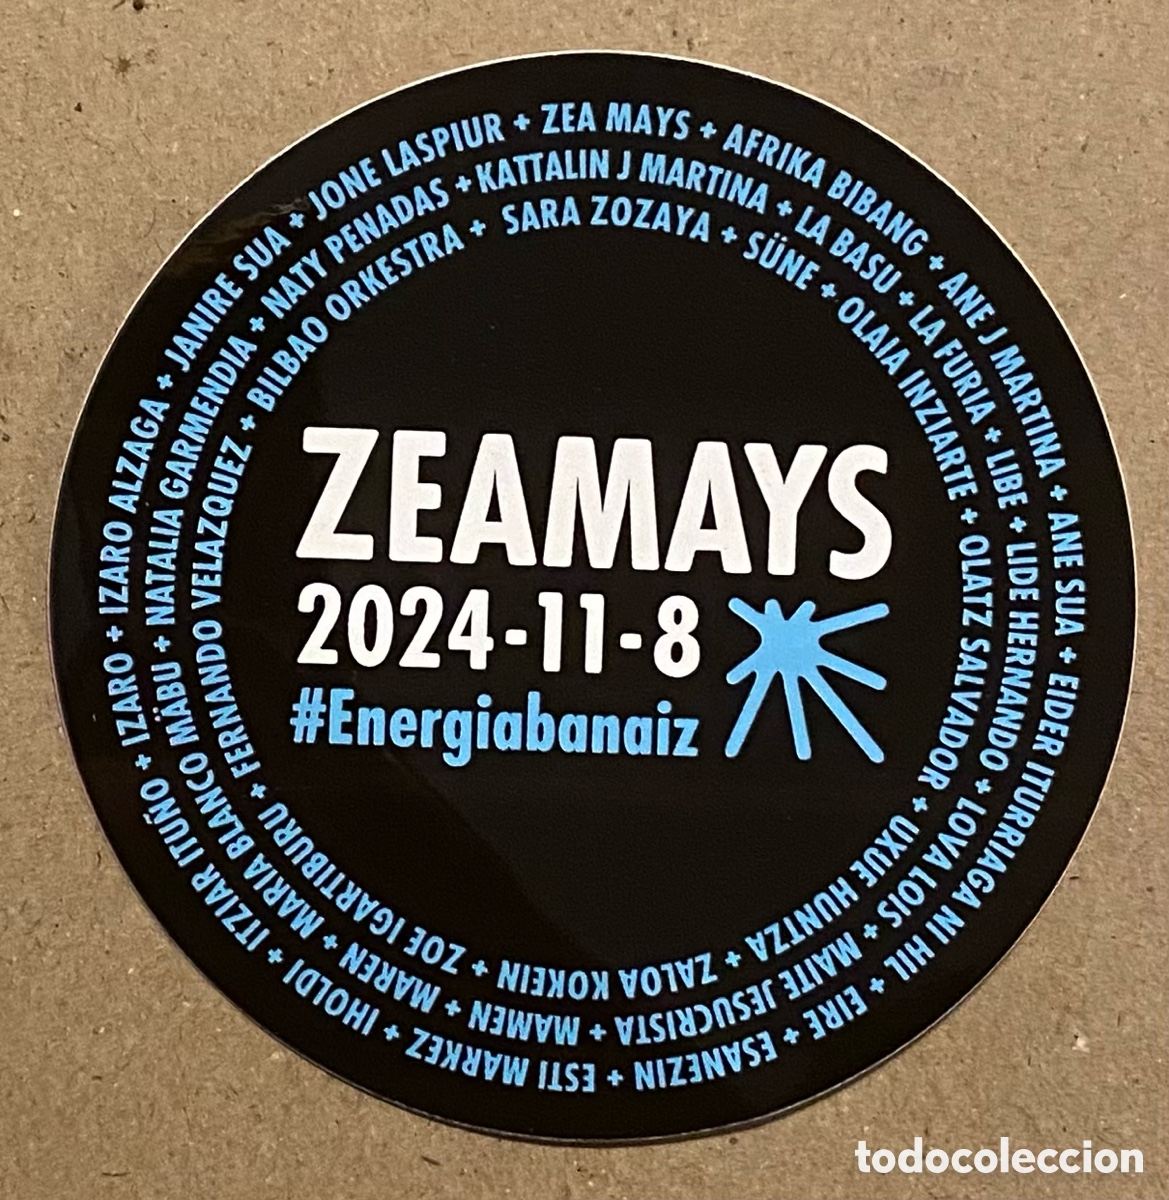 ZEA MAYS + AFRIKA BIBANG + ANE J MARTINA + ANE SUA + EIDER ITURRIAGA NI HIL + EIRE + ESANEZIN + ESTI MARKEZ + IHOLDI + ITZIAR ITUÑO + IZARO + IZARO ALZAGA + JANIRE SUA + JONE LASPIUR +
KATTALIN J MARTINA + LA BASU + LA FURIA + LIBE + LIDE HERNANDO + LOVA LOIS + MAITE JESUCRISTA + MAMEN + MAREN + MARIA BLANCO MÄBU + NATALIA GARMENDIA + NATY PENADAS +
SARA ZOZAYA + SÜNE + OLAIA INZIARTE + OLATZ SALVADOR + UXUE HUNTZA + ZALOA KOKEIN + ZOE IGARTIBURU + FERNANDO VELAZQUEZ + BILBAO ORKESTRA +
ZEAMAYS
2024-11-8
#Energiabanaiz
todocoleccion